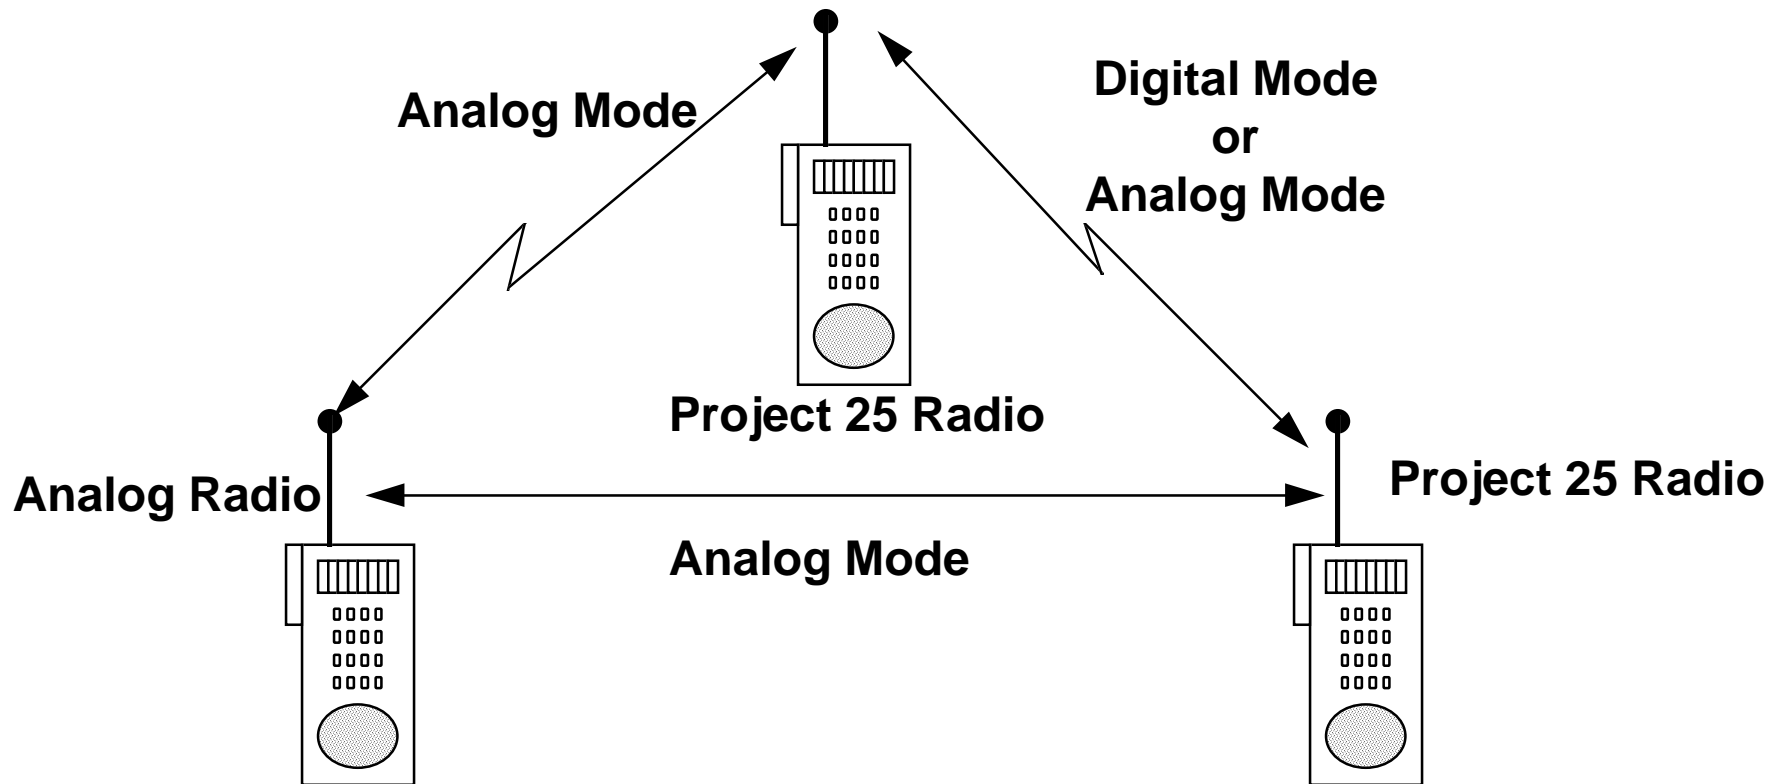 Analog Mode
Digital Mode
or
Analog Mode
Project 25 Radio
Analog Radio
Project 25 Radio
Analog Mode